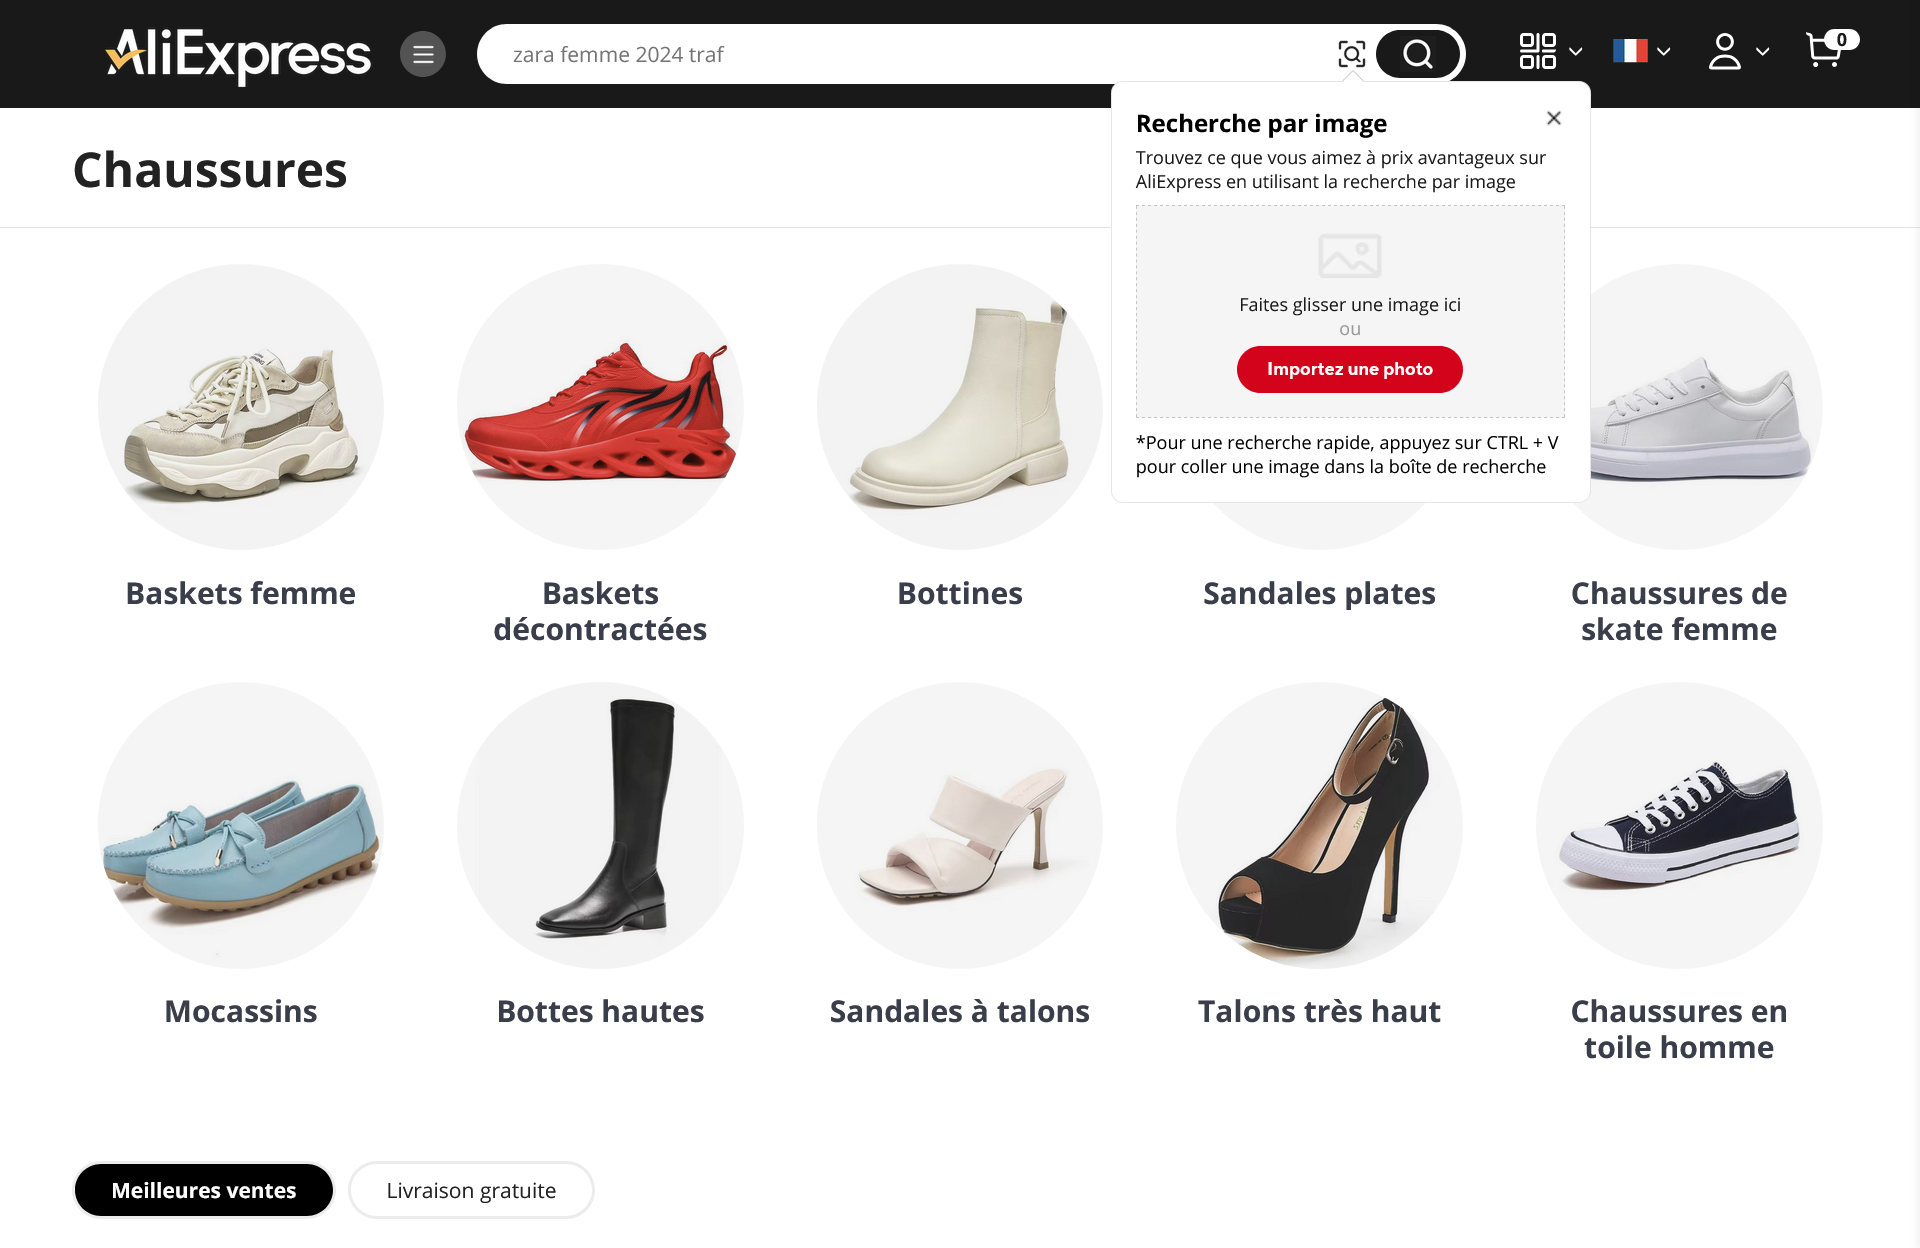 AliExpress
zara femme 2024 traf
0
Recherche par image
Trouvez ce que vous aimez à prix avantageux sur
AliExpress en utilisant la recherche par image
Faites glisser une image ici
ou
Importez une photo
*Pour une recherche rapide, appuyez sur CTRL + V
pour coller une image dans la boîte de recherche
Chaussures
Baskets femme
Baskets
décontractées
Bottines
Sandales plates
Chaussures de
skate femme
Mocassins
Bottes hautes
Sandales à talons
Talons très haut
Chaussures en
toile homme
Meilleures ventes
Livraison gratuite